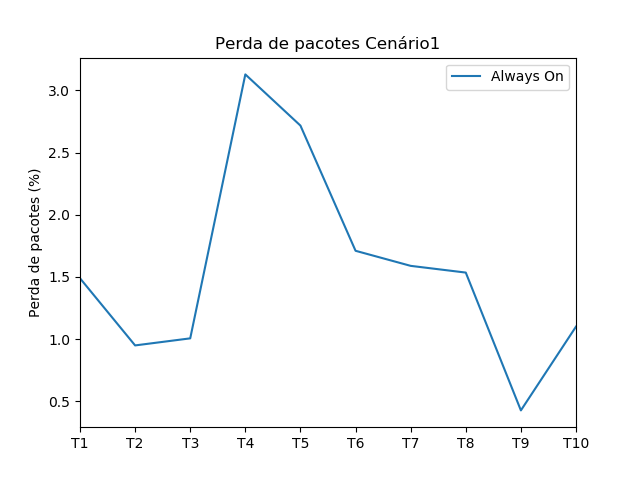 Perda de pacotes Cenário1
Always On
Perda de pacotes (%)
3.0
2.5
2.0
1.5
1.0
0.5
T1 T2 T3 T4 T5 T6 T7 T8 T9 T10